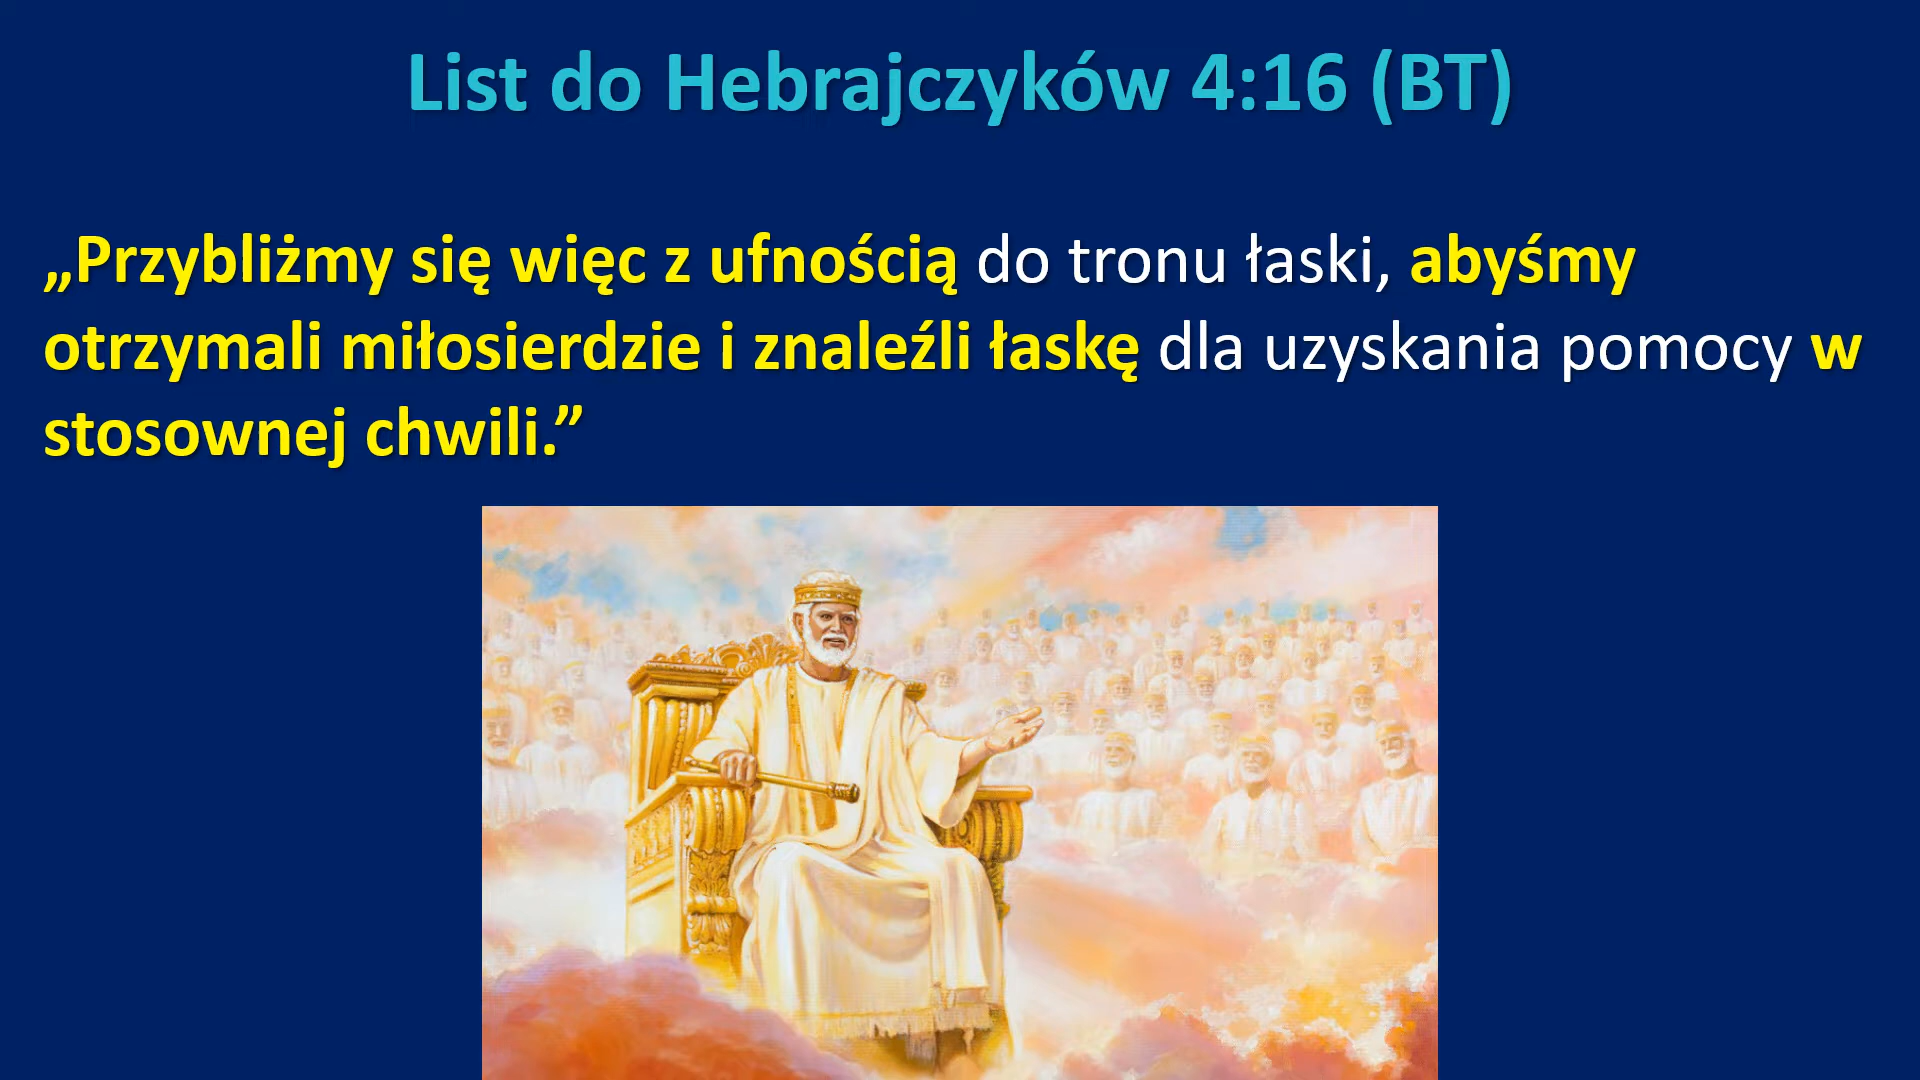 List do Hebrajczyków 4:16 (BT)
„Przybliżmy się więc z ufnością do tronu łaski, abyśmy
otrzymali miłosierdzie i znaleźli łaskę dla uzyskania pomocy w
stosownej chwili.”